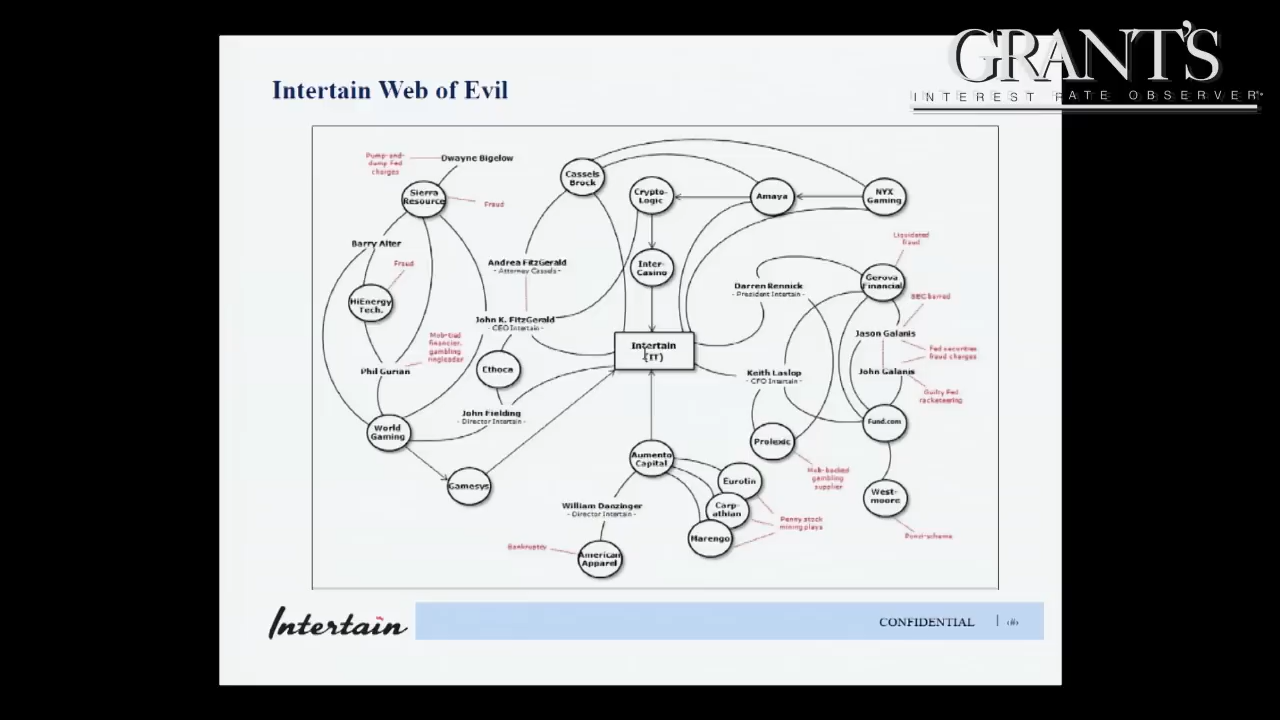 GRANT'S
INTEREST RATE OBSERVER
Intertain Web of Evil
Pump-and-
dump Fed
charges
Dwayne Bigelow
Sierra
Resource
Fraud
Barry Alter
Fraud
HiEnergy
Tech.
Mob-tied
financier,
gambling
ringleader
Phil Gurian
World
Gaming
Gamesys
Cassels
Brock
Andrea FitzGerald
- Attorney Cassels -
John K. FitzGerald
- CEO Intertain -
Ethoca
John Fielding
- Director Intertain -
Crypto-
Logic
Amaya
NYX
Gaming
Inter-
Casino
Intertain
(IT)
Darren Rennick
- President Intertain -
Keith Laslop
- CFO Intertain -
Prolexic
Mob-backed
gambling
supplier
Liquidated
fraud
Gerova
Financial
SEC barred
Jason Galanis
Fed securities
fraud charges
John Galanis
Guilty Fed
racketeering
Fund.com
West-
moore
Ponzi-scheme
Aumento
Capital
Eurotin
Carp-
athian
Marengo
Penny stock
mining plays
William Danzinger
- Director Intertain -
Bankruptcy
American
Apparel
Intertain
CONFIDENTIAL | ‹#›